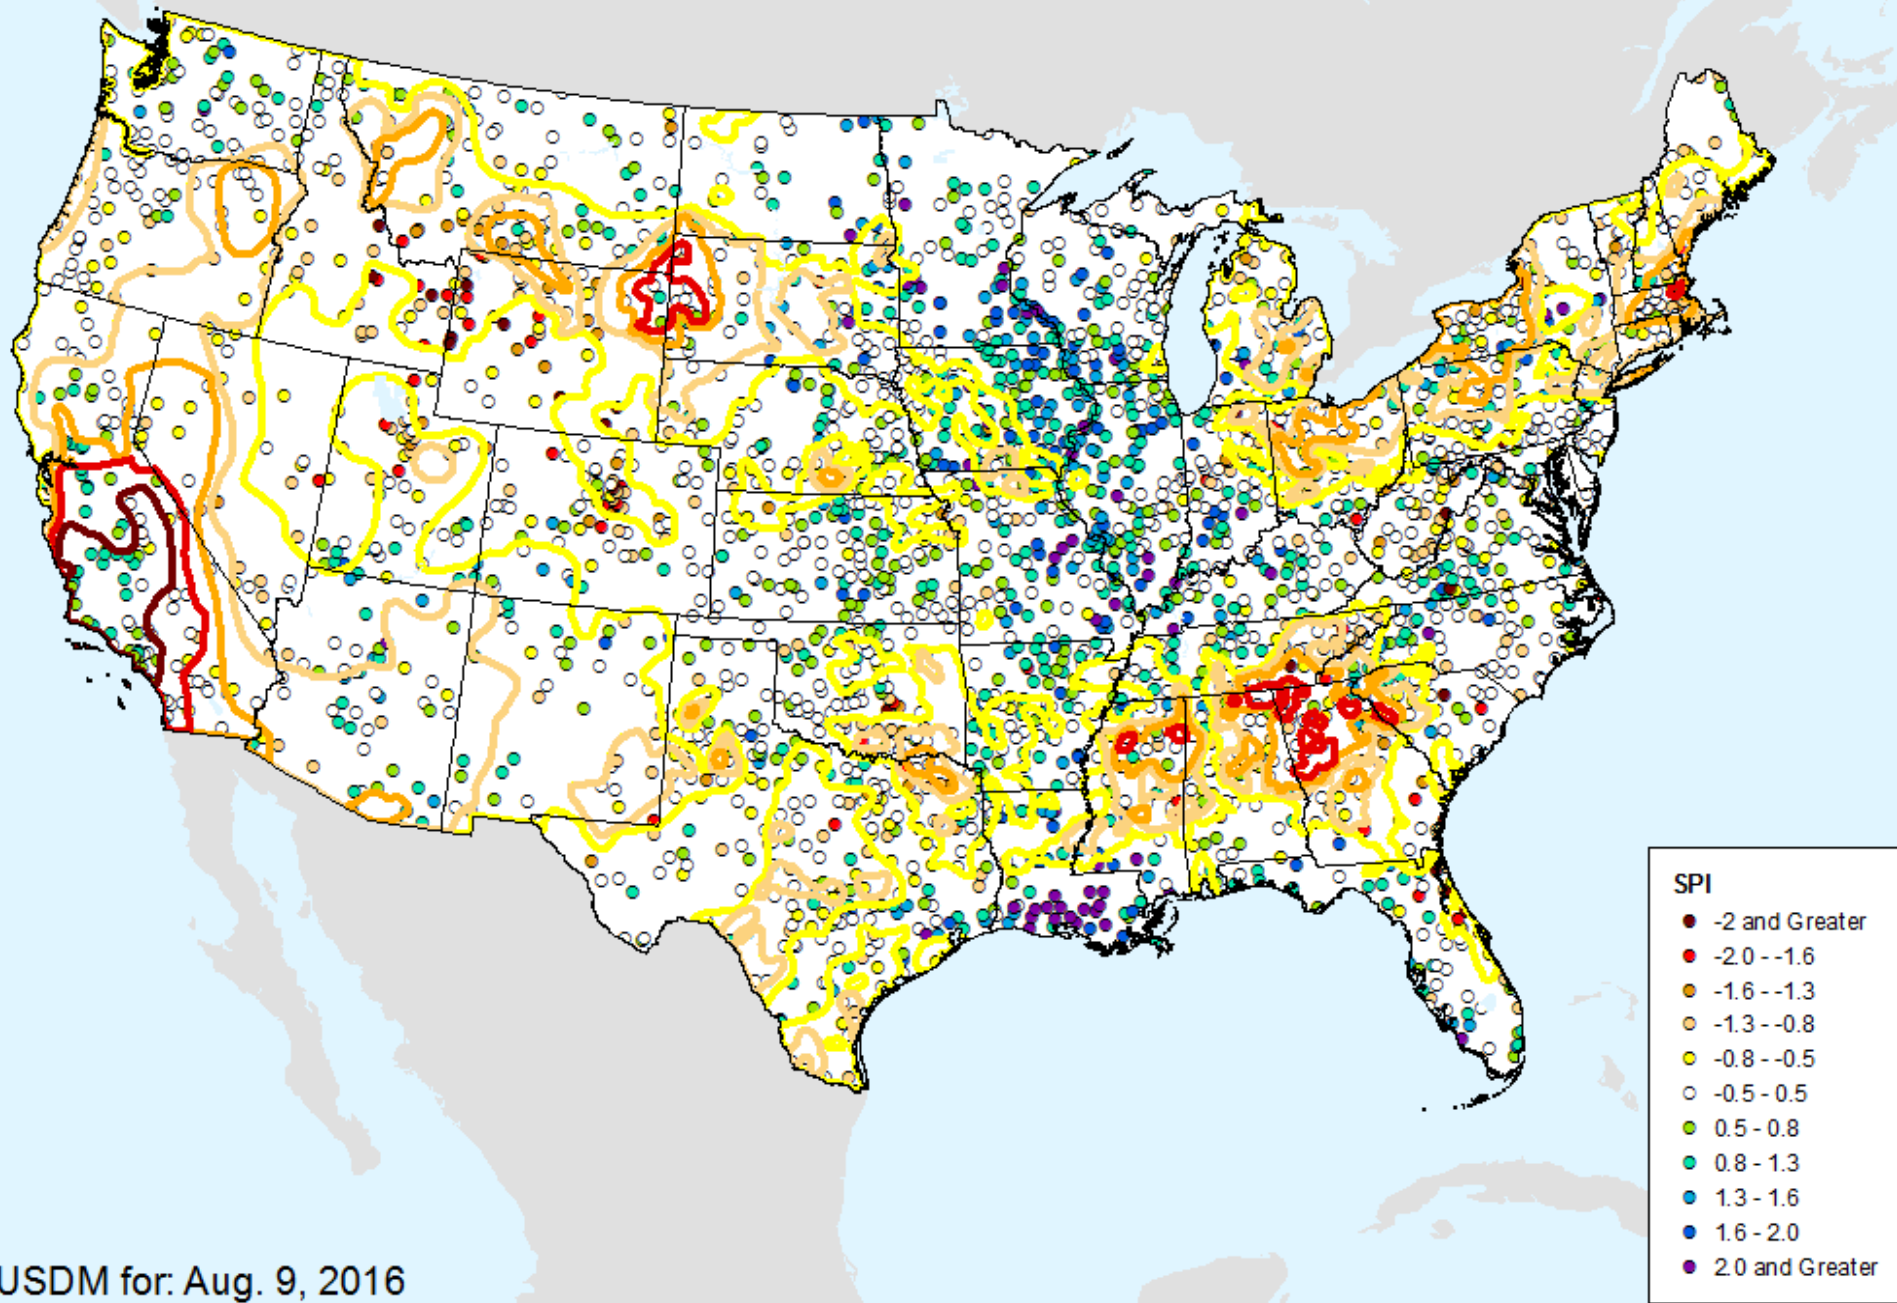 SPI
-2 and Greater
-2.0 - -1.6
-1.6 - -1.3
-1.3 - -0.8
-0.8 - -0.5
-0.5 - 0.5
0.5 - 0.8
0.8 - 1.3
1.3 - 1.6
1.6 - 2.0
2.0 and Greater
USDM for: Aug. 9, 2016